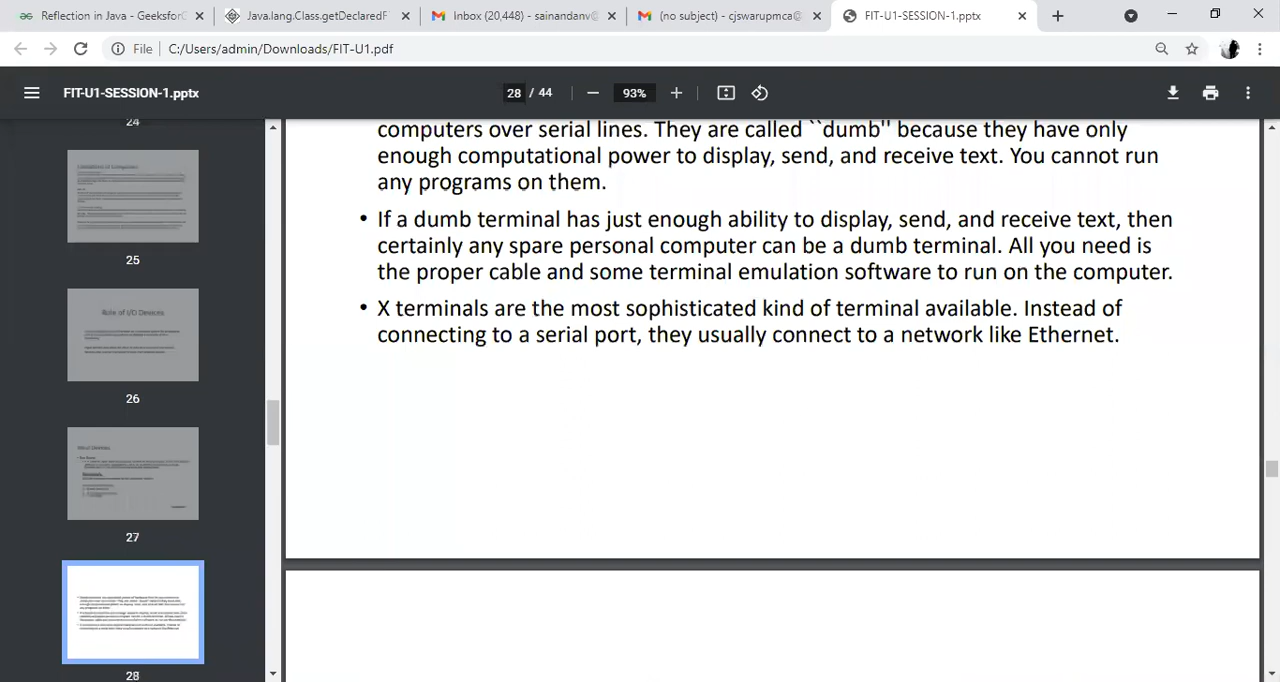 Reflection in Java - GeeksforG
Java.lang.Class.getDeclaredF
Inbox (20,448) - sainandanv@
(no subject) - cjswarupmca@
FIT-U1-SESSION-1.pptx
File C:/Users/admin/Downloads/FIT-U1.pdf
FIT-U1-SESSION-1.pptx
28 / 44
93%
24
computers over serial lines. They are called ``dumb'' because they have only
enough computational power to display, send, and receive text. You cannot run
any programs on them.
• If a dumb terminal has just enough ability to display, send, and receive text, then
certainly any spare personal computer can be a dumb terminal. All you need is
the proper cable and some terminal emulation software to run on the computer.
• X terminals are the most sophisticated kind of terminal available. Instead of
connecting to a serial port, they usually connect to a network like Ethernet.
25
Role of I/O Devices
26
27
28